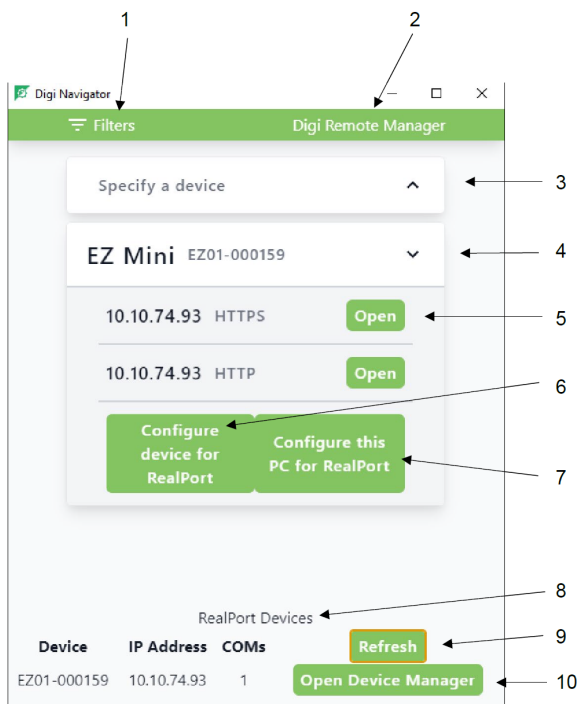 1
2
Digi Navigator
Filters
Digi Remote Manager
Specify a device
3
EZ Mini EZ01-000159
4
10.10.74.93 HTTPS Open
5
10.10.74.93 HTTP Open
6
Configure
device for
RealPort
Configure this
PC for RealPort
7
8
RealPort Devices
9
Device IP Address COMs Refresh
EZ01-000159 10.10.74.93 1 Open Device Manager
10